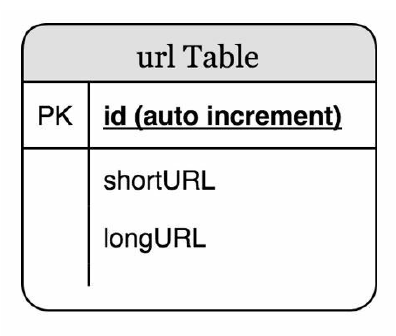 url Table
PK id (auto increment)
shortURL
longURL